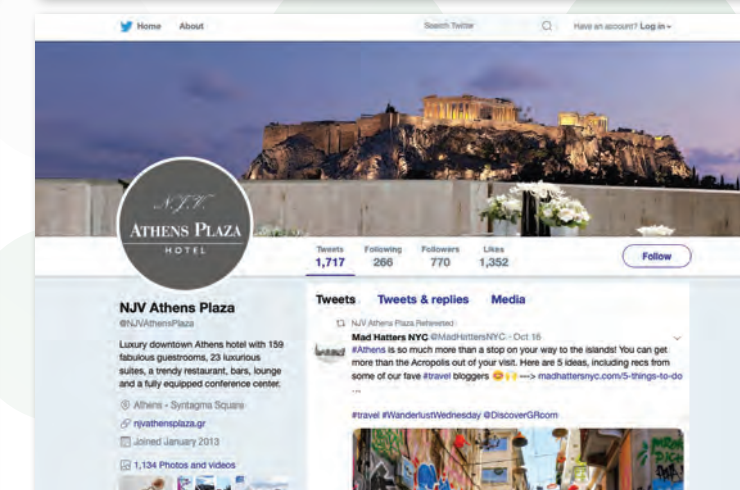 Home About Search Twitter Have an account? Log in
N.J.V.
ATHENS PLAZA
HOTEL
Tweets Following Followers Likes
1,717 266 770 1,352
Follow
NJV Athens Plaza
@NJVAthensPlaza
Luxury downtown Athens hotel with 159
fabulous guestrooms, 23 luxurious
suites, a trendy restaurant, bars, lounge
and a fully equipped conference center.
Athens - Syntagma Square
njvathensplaza.gr
Joined January 2013
1,134 Photos and videos
Tweets Tweets & replies Media
NJV Athens Plaza Retweeted
Mad Hatters NYC @MadHattersNYC · Oct 16
#Athens is so much more than a stop on your way to the islands! You can get
more than the Acropolis out of your visit. Here are 5 ideas, including recs from
some of our fave #travel bloggers ---> madhattersnyc.com/5-things-to-do
...
#travel #WanderlustWednesday @DiscoverGRcom